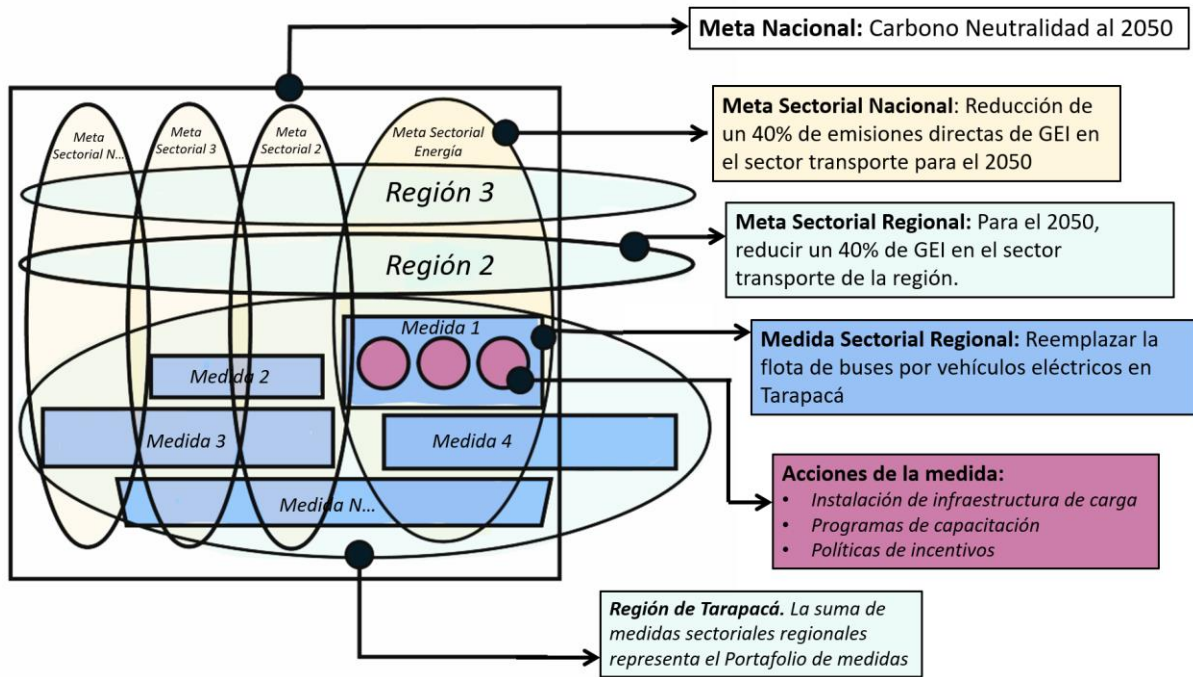 Meta Nacional: Carbono Neutralidad al 2050
Meta
Sectorial N...
Meta
Sectorial 3
Meta
Sectorial 2
Meta Sectorial
Energía
Meta Sectorial Nacional: Reducción de
un 40% de emisiones directas de GEI en
el sector transporte para el 2050
Región 3
Región 2
Meta Sectorial Regional: Para el 2050,
reducir un 40% de GEI en el sector
transporte de la región.
Medida 1
Medida 2
Medida 3
Medida 4
Medida N...
Medida Sectorial Regional: Reemplazar la
flota de buses por vehículos eléctricos en
Tarapacá
Acciones de la medida:
• Instalación de infraestructura de carga
• Programas de capacitación
• Políticas de incentivos
Región de Tarapacá. La suma de
medidas sectoriales regionales
representa el Portafolio de medidas